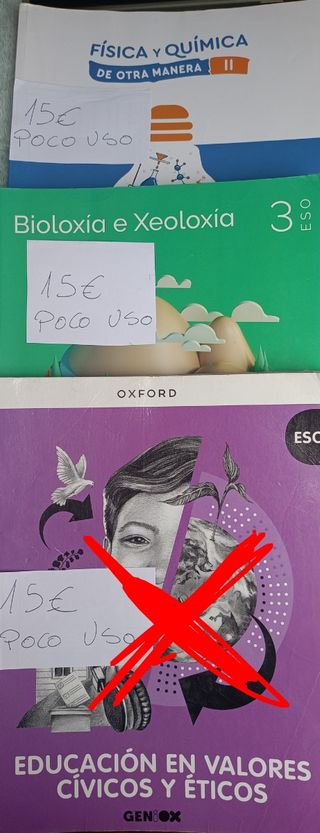 FÍSICA Y QUÍMICA
DE OTRA MANERA II
15€
POCO USO
Bioloxía e Xeoloxía
3 ESO
15€
POCO USO
OXFORD
ESO
15€
POCO USO
EDUCACIÓN EN VALORES
CÍVICOS Y ÉTICOS
GENiOX